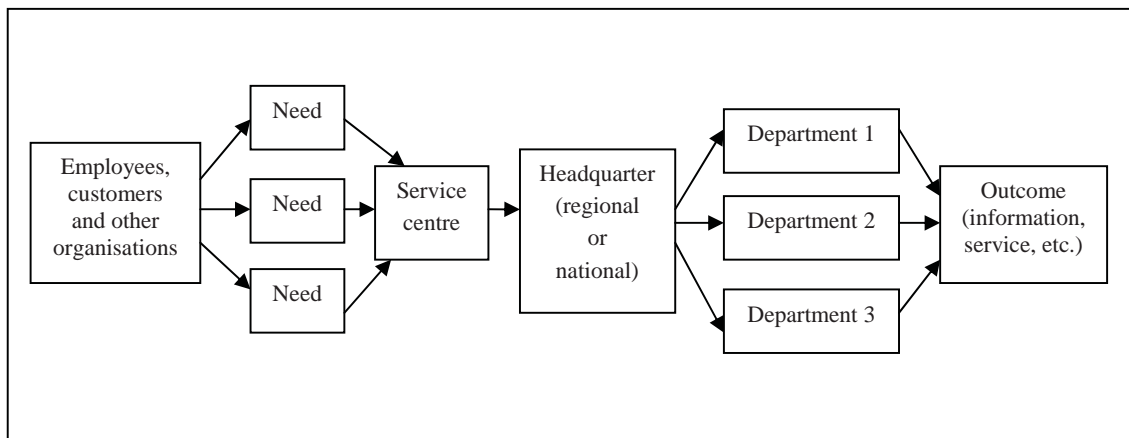 Employees,
customers
and other
organisations
Need
Need
Need
Service
centre
Headquarter
(regional
or
national)
Department 1
Department 2
Department 3
Outcome
(information,
service, etc.)